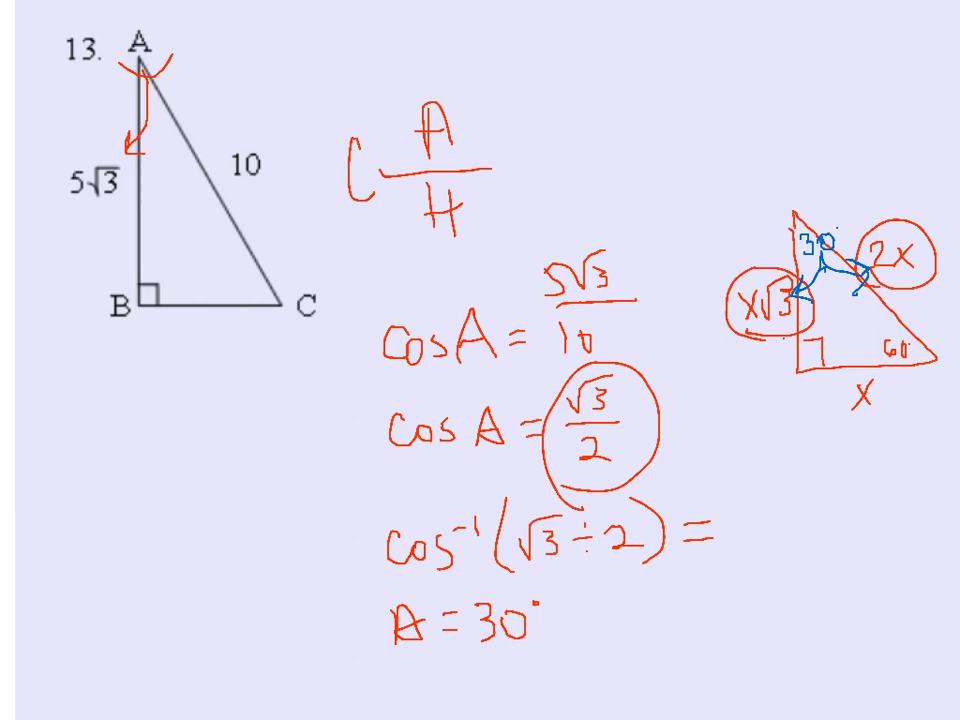 13.
A
5√3
10
B
C
C A/H
cos A = 5√3/10
cos A = √3/2
cos⁻¹(√3 ÷ 2) =
A = 30°
30
2x
x√3
60
x